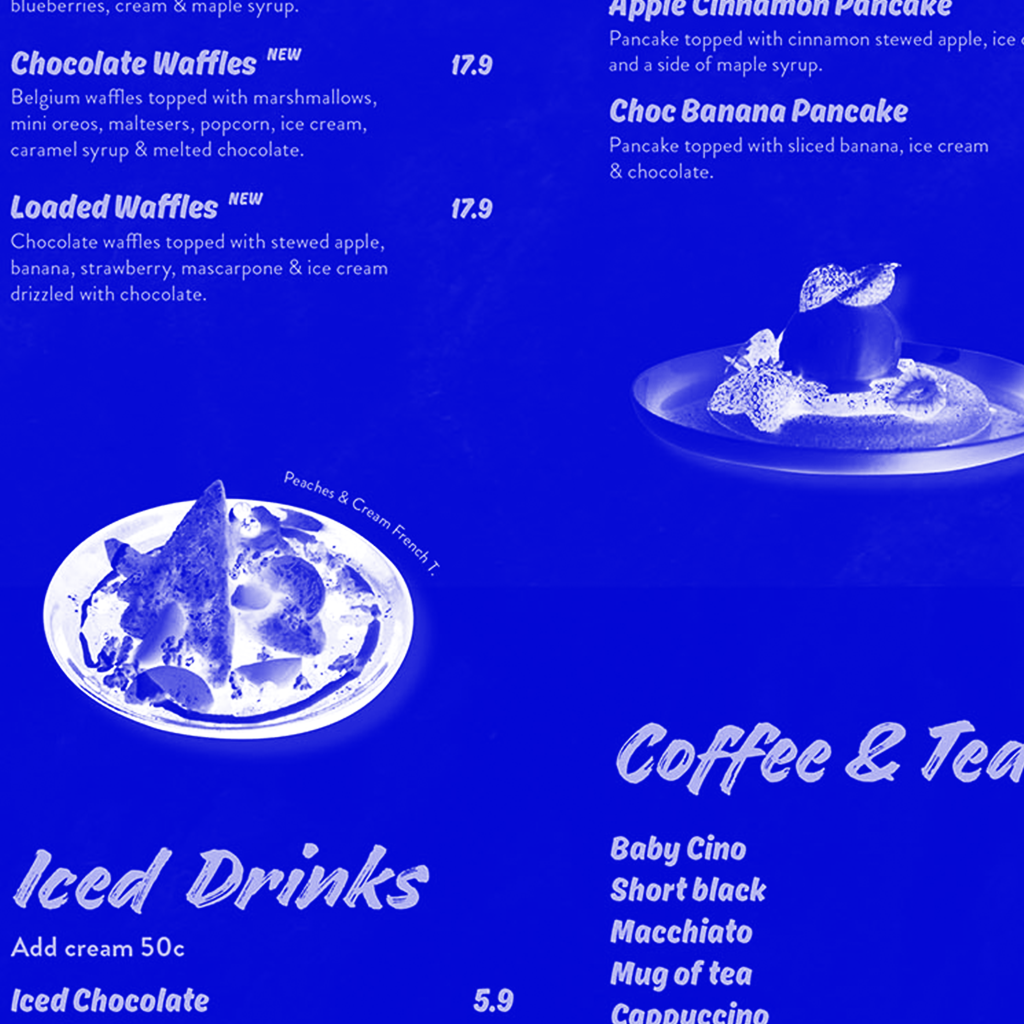 blueberries, cream & maple syrup.
Chocolate Waffles NEW 17.9
Belgium waffles topped with marshmallows,
mini oreos, maltesers, popcorn, ice cream,
caramel syrup & melted chocolate.
Loaded Waffles NEW 17.9
Chocolate waffles topped with stewed apple,
banana, strawberry, mascarpone & ice cream
drizzled with chocolate.
Peaches & Cream French T.
Iced Drinks
Add cream 50c
Iced Chocolate 5.9
Apple Cinnamon Pancake
Pancake topped with cinnamon stewed apple, ice
and a side of maple syrup.
Choc Banana Pancake
Pancake topped with sliced banana, ice cream
& chocolate.
Coffee & Tea
Baby Cino
Short black
Macchiato
Mug of tea
Cappuccino